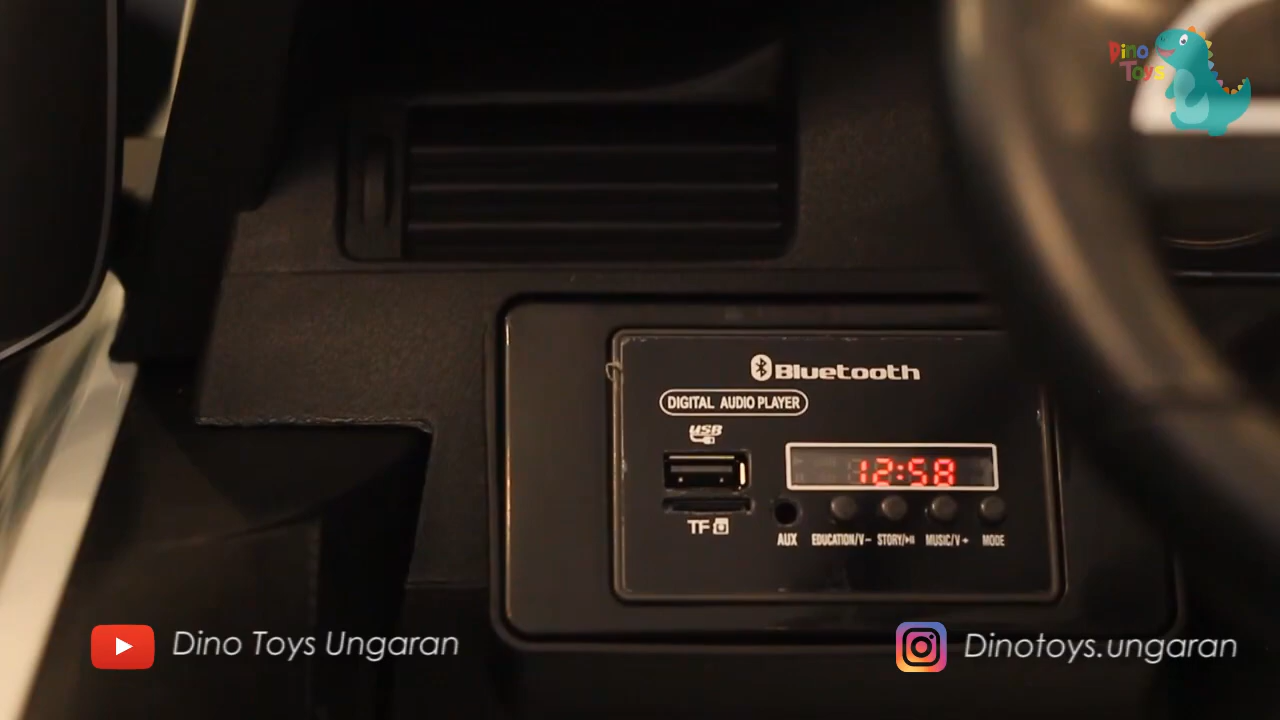 Dino
Toys
Bluetooth
DIGITAL AUDIO PLAYER
USB
12:58
TF
AUX EDUCATION/V- STORY/▶II MUSIC/V+ MODE
Dino Toys Ungaran
Dinotoys.ungaran